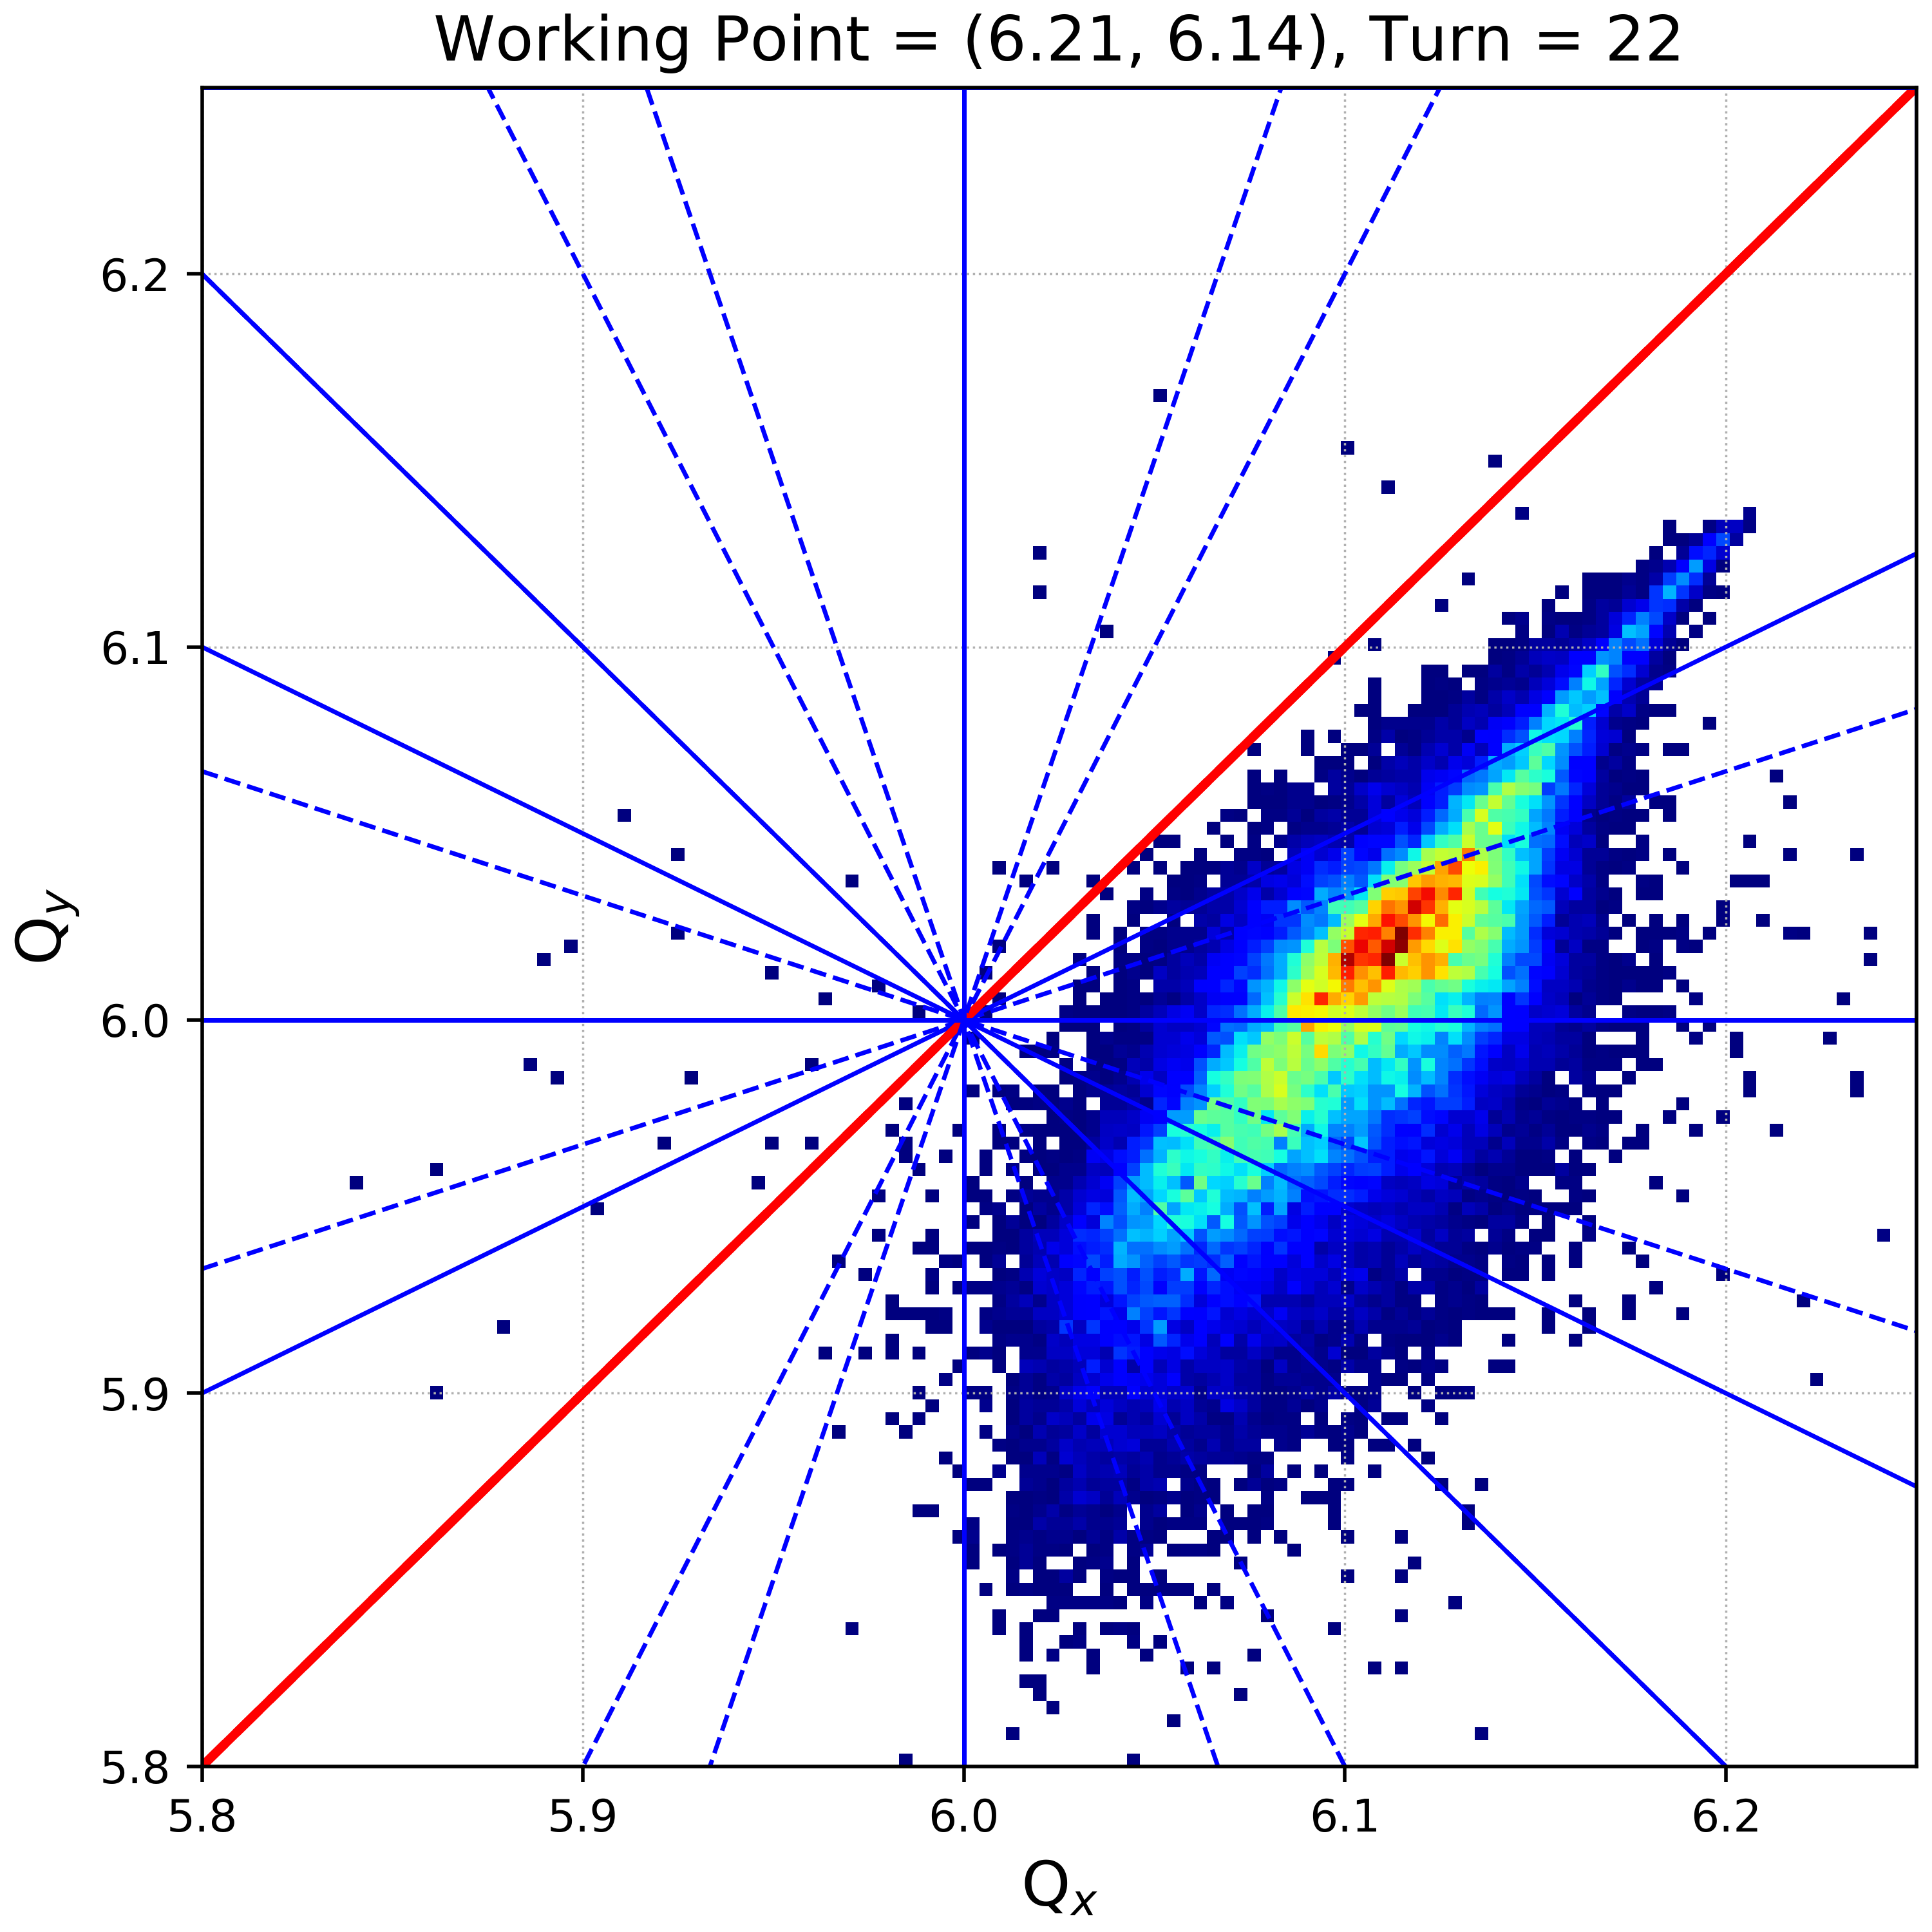 Working Point = (6.21, 6.14), Turn = 22
6.2
6.1
6.0
5.9
5.8
Qy
5.8 5.9 6.0 6.1 6.2
Qx